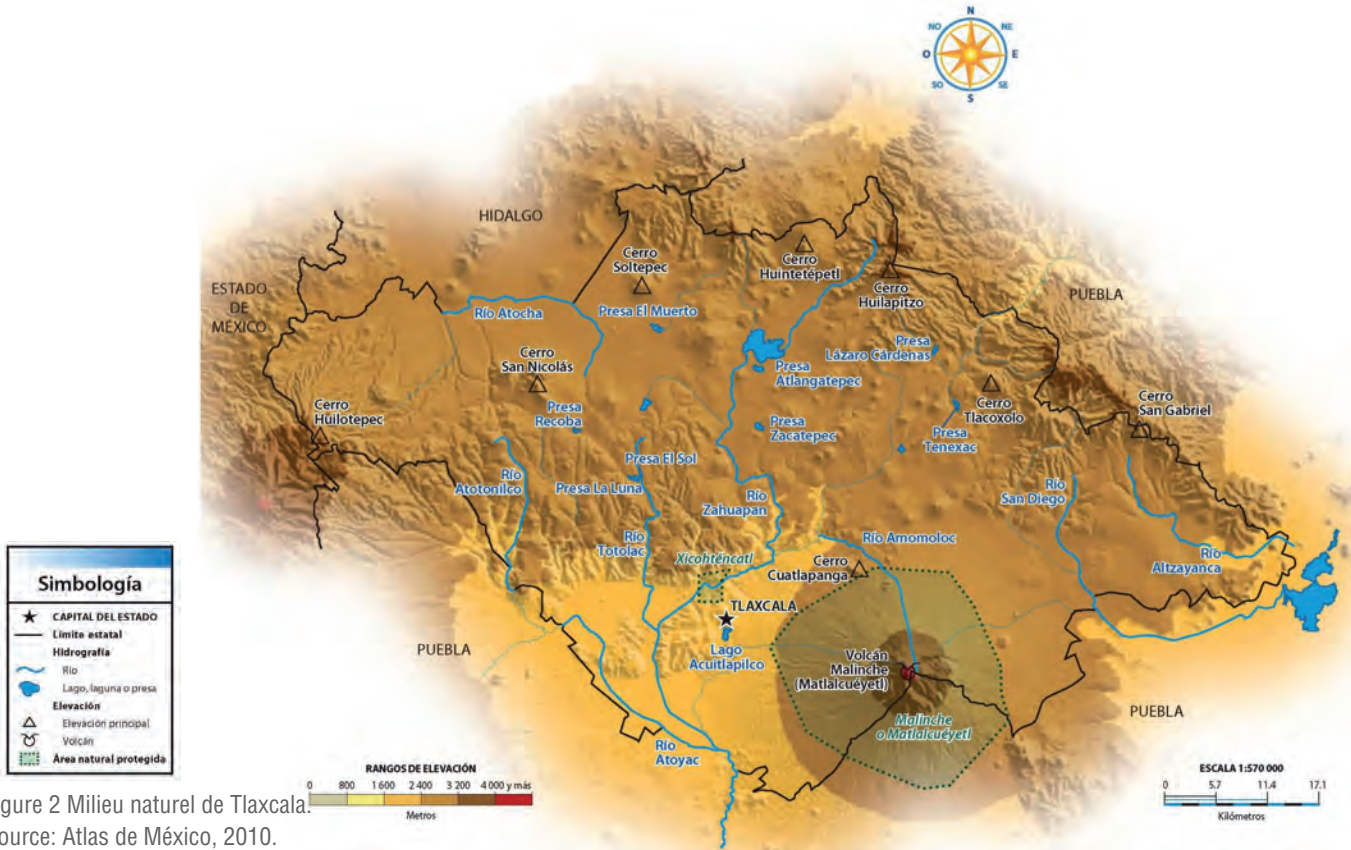 N
NO
NE
O
E
SO
SE
S
HIDALGO
ESTADO
DE
MÉXICO
PUEBLA
Cerro
Soltepec
Cerro
Huintetépetl
Cerro
Huilapitzo
Río Atocha
Presa El Muerto
Presa
Lázaro Cárdenas
Presa
Atlangatepec
Cerro
San Nicolás
Cerro
Huilotepec
Presa
Recoba
Presa
Zacatepec
Cerro
Tlacoxolo
Cerro
San Gabriel
Presa
Tenexac
Presa El Sol
Río
Atotonilco
Presa La Luna
Río
Zahuapan
Río
San Diego
Río
Totolac
Río Amomoloc
Xicohténcatl
Cerro
Cuatlapanga
Río
Altzayanca
TLAXCALA
Lago
Acuitlapilco
PUEBLA
Volcán
Malinche
(Matlalcuéyetl)
Malinche
o Matlalcuéyetl
PUEBLA
Río
Atoyac
Simbología
CAPITAL DEL ESTADO
Límite estatal
Hidrografía
Río
Lago, laguna o presa
Elevación
Elevación principal
Volcán
Área natural protegida
RANGOS DE ELEVACIÓN
0 800 1 600 2 400 3 200 4 000 y más
Metros
ESCALA 1:570 000
0 5.7 11.4 17.1
Kilómetros
gure 2 Milieu naturel de Tlaxcala.
ource: Atlas de México, 2010.